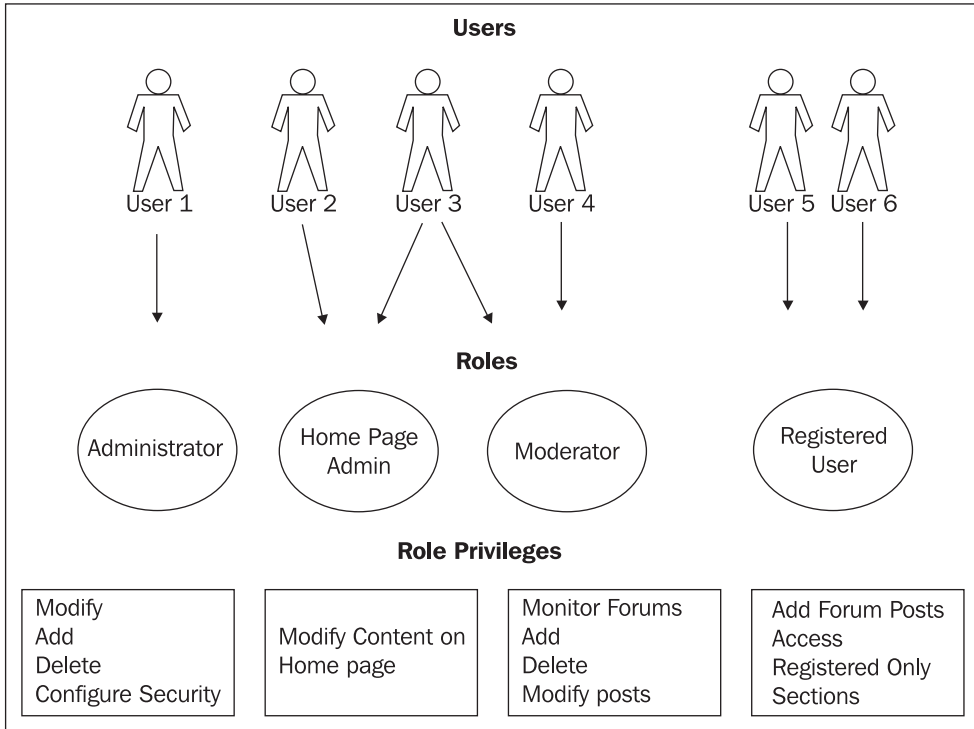 Users
User 1
User 2
User 3
User 4
User 5
User 6
Roles
Administrator
Home Page
Admin
Moderator
Registered
User
Role Privileges
Modify
Add
Delete
Configure Security
Modify Content on
Home page
Monitor Forums
Add
Delete
Modify posts
Add Forum Posts
Access
Registered Only
Sections